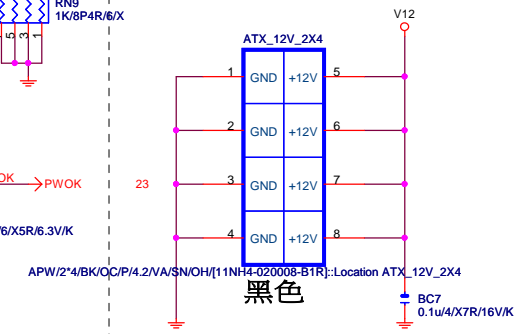 RN9
1K/8P4R/6/X
5
3
1
V12
ATX_12V_2X4
1 GND +12V 5
2 GND +12V 6
OK
PWOK
23
3 GND +12V 7
6/X5R/6.3V/K
4 GND +12V 8
APW/2*4/BK/OC/P/4.2/VA/SN/OH/[11NH4-020008-B1R]::Location ATX_12V_2X4
黑色
BC7
0.1u/4/X7R/16V/K